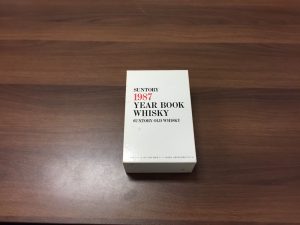 SUNTORY
1987
YEAR BOOK
WHISKY
SUNTORY OLD WHISKY